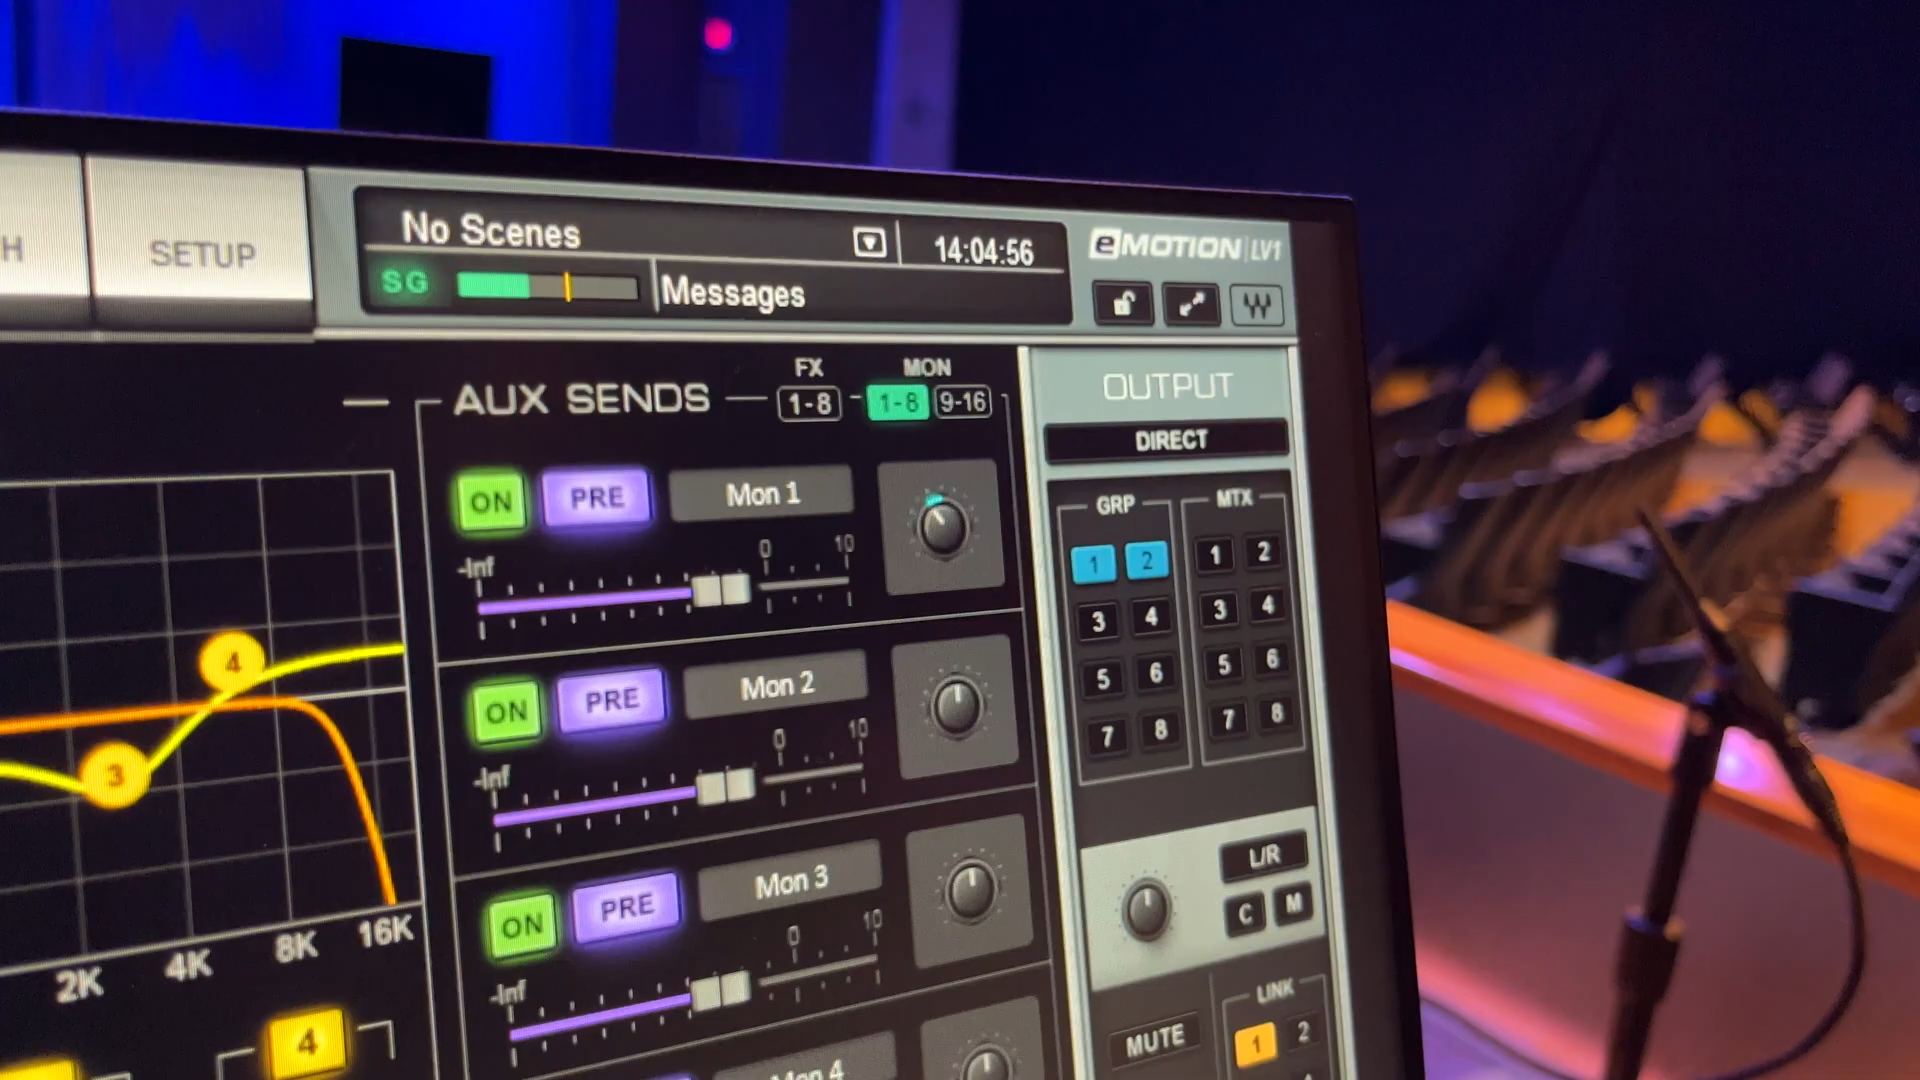 H
SETUP
No Scenes
14:04:56
SG
Messages
eMOTION LV1
AUX SENDS
FX
1-8
MON
1-8
9-16
ON
PRE
Mon 1
-Inf
0
10
ON
PRE
Mon 2
-Inf
0
10
ON
PRE
Mon 3
-Inf
0
10
Mon 4
4
3
2K
4K
8K
16K
4
OUTPUT
DIRECT
GRP
MTX
1 2 1 2
3 4 3 4
5 6 5 6
7 8 7 8
L/R
C M
MUTE
LINK
1 2